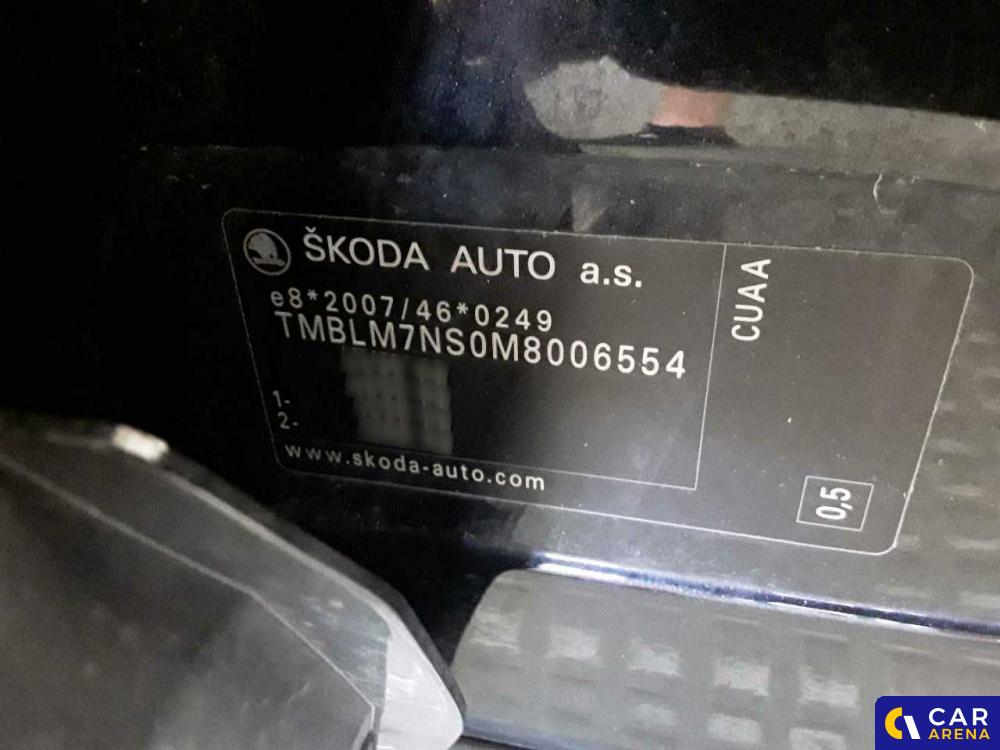 ŠKODA AUTO a.s.
e8*2007/46*0249
TMBLM7NS0M8006554
1-
2-
www.skoda-auto.com
CUAA
0,5
CAR
ARENA